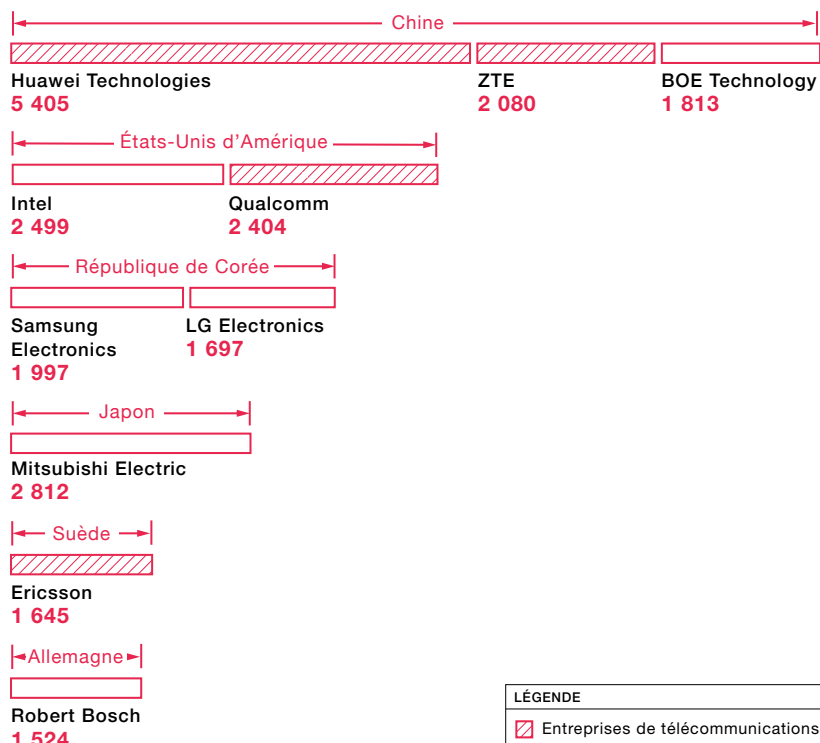 Chine
Huawei Technologies
5 405
ZTE
2 080
BOE Technology
1 813
États-Unis d’Amérique
Intel
2 499
Qualcomm
2 404
République de Corée
Samsung
Electronics
1 997
LG Electronics
1 697
Japon
Mitsubishi Electric
2 812
Suède
Ericsson
1 645
Allemagne
Robert Bosch
1 524
LÉGENDE
Entreprises de télécommunications